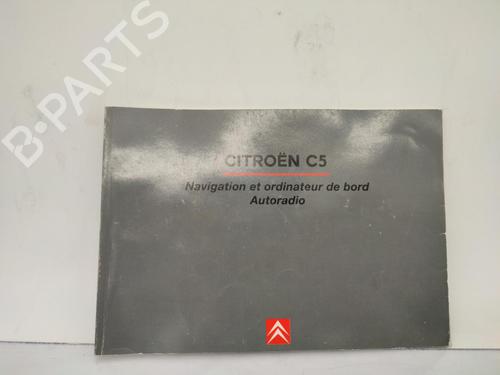 B-PARTS
CITROËN C5
Navigation et ordinateur de bord
Autoradio